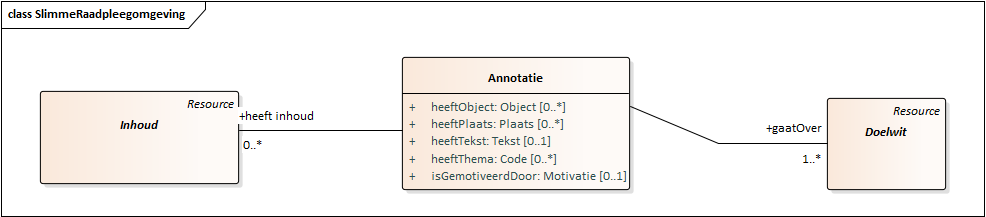 class SlimmeRaadpleegomgeving
Resource
Inhoud
+heeft inhoud
0..*
Annotatie
+ heeftObject: Object [0..*]
+ heeftPlaats: Plaats [0..*]
+ heeftTekst: Tekst [0..1]
+ heeftThema: Code [0..*]
+ isGemotiveerdDoor: Motivatie [0..1]
+gaatOver
1..*
Resource
Doelwit